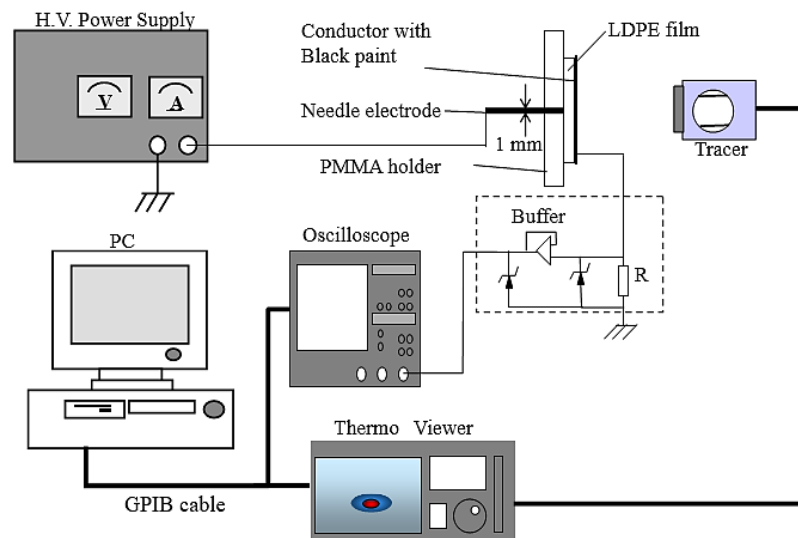 H.V. Power Supply
V
A
Conductor with
Black paint
LDPE film
Needle electrode
1 mm
PMMA holder
Tracer
Buffer
R
PC
Oscilloscope
Thermo Viewer
GPIB cable